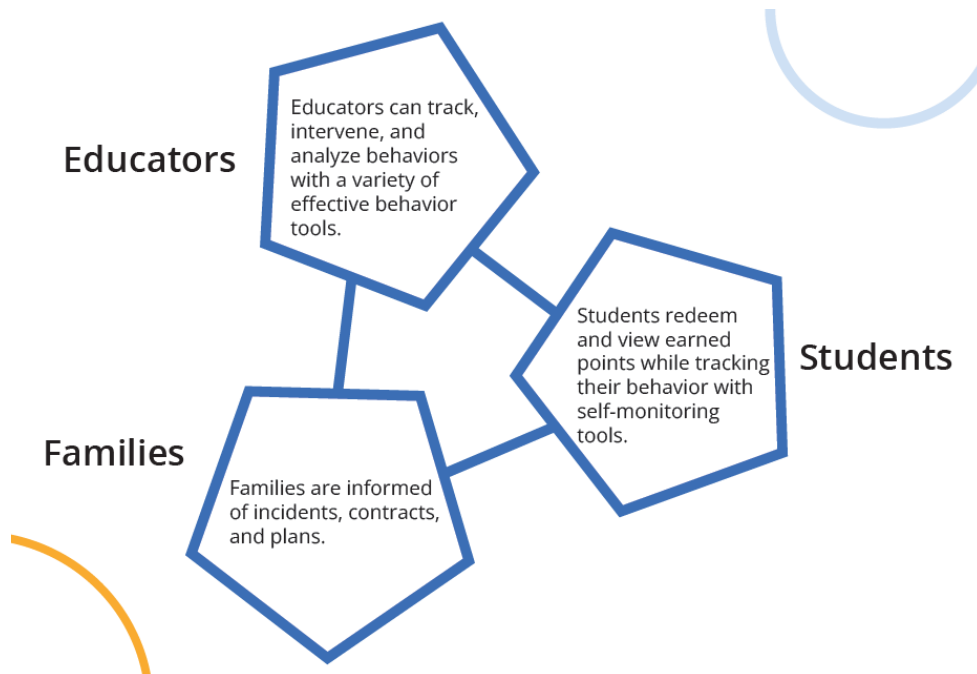 Educators
Educators can track,
intervene, and
analyze behaviors
with a variety of
effective behavior
tools.
Students redeem
and view earned
points while tracking
their behavior with
self-monitoring
tools.
Students
Families
Families are informed
of incidents, contracts,
and plans.